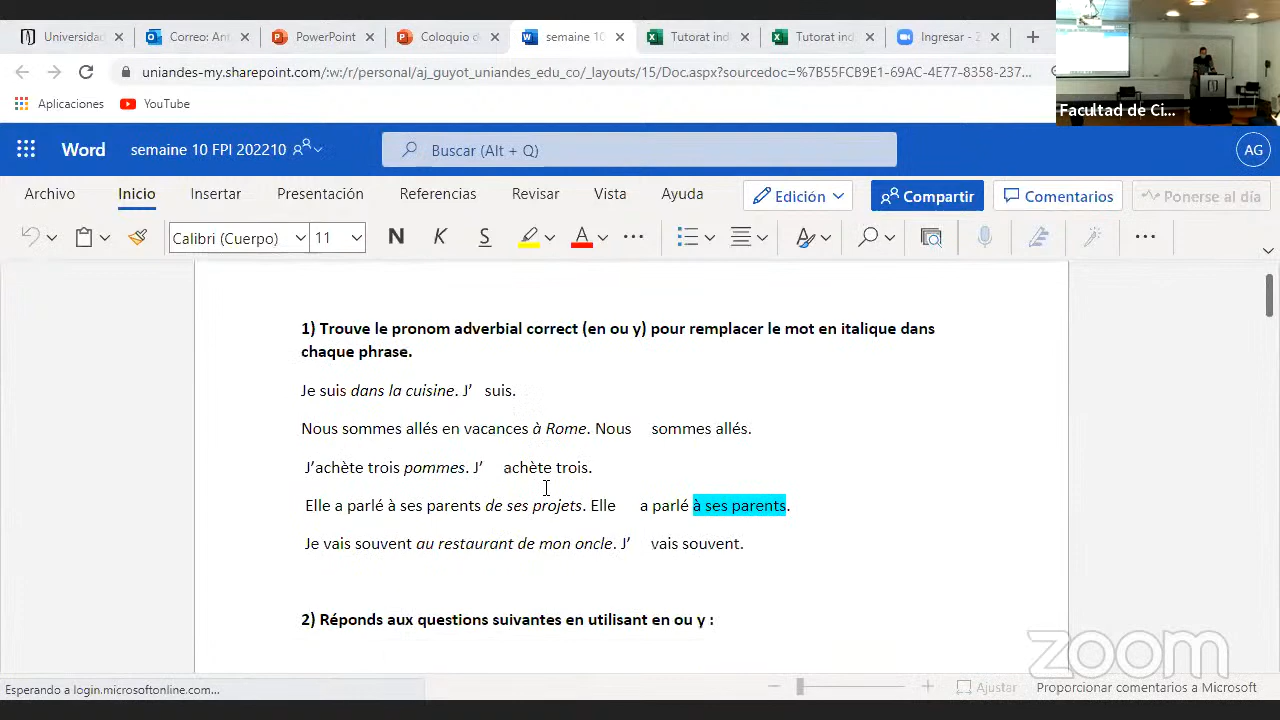 Universidad
Correo: Ant
PowerPoint
Coloquio e
semaine 10
Tutorat ind
Tutorat ind
Ingresar - Z
uniandes-my.sharepoint.com/:w:/r/personal/aj_guyot_uniandes_edu_co/_layouts/15/Doc.aspx?sourcedoc=%7B55FCB9E1-69AC-4E77-8358-237...
Facultad de Ci...
Aplicaciones
YouTube
Word
semaine 10 FPI 202210
Buscar (Alt + Q)
AG
Archivo
Inicio
Insertar
Presentación
Referencias
Revisar
Vista
Ayuda
Edición
Compartir
Comentarios
Ponerse al día
Calibri (Cuerpo)
11
N
K
S
1) Trouve le pronom adverbial correct (en ou y) pour remplacer le mot en italique dans
chaque phrase.
Je suis dans la cuisine. J’ suis.
Nous sommes allés en vacances à Rome. Nous sommes allés.
J’achète trois pommes. J’ achète trois.
Elle a parlé à ses parents de ses projets. Elle a parlé à ses parents.
Je vais souvent au restaurant de mon oncle. J’ vais souvent.
2) Réponds aux questions suivantes en utilisant en ou y :
zoom
Esperando a login.microsoftonline.com...
Ajustar
Proporcionar comentarios a Microsoft